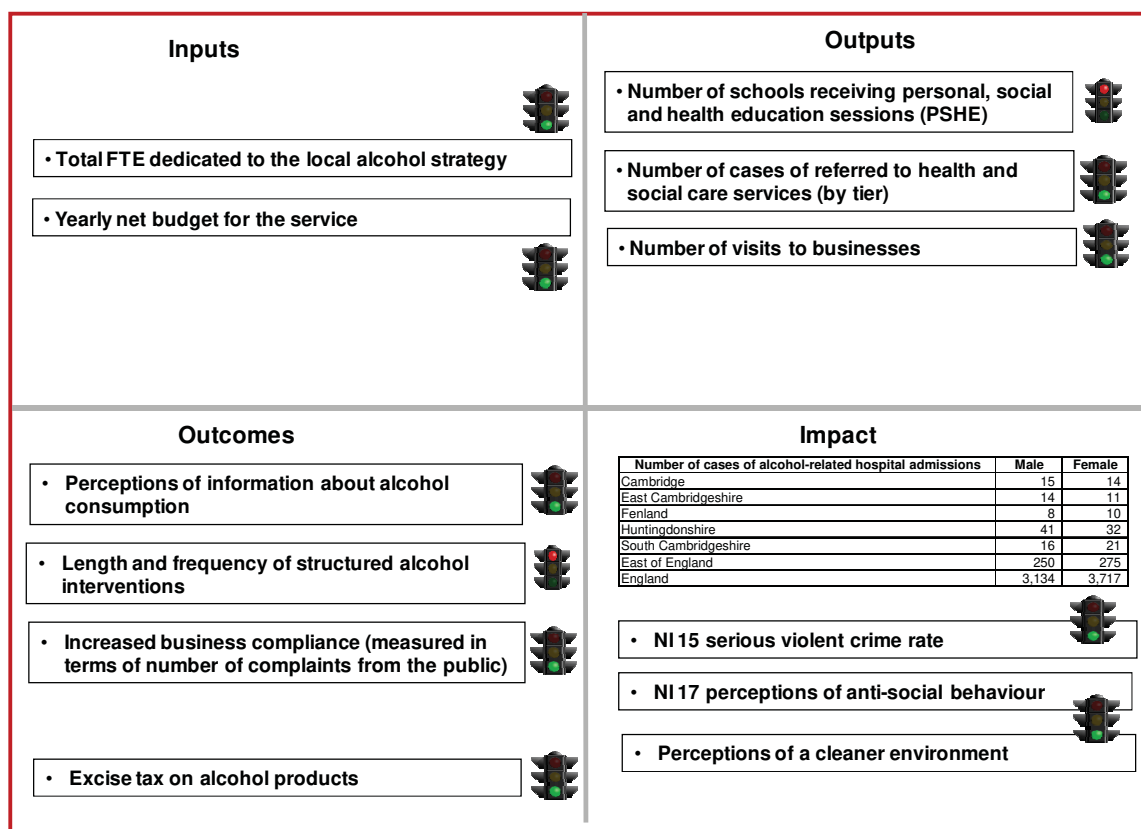 Inputs
• Total FTE dedicated to the local alcohol strategy
• Yearly net budget for the service
Outputs
• Number of schools receiving personal, social
and health education sessions (PSHE)
• Number of cases of referred to health and
social care services (by tier)
• Number of visits to businesses
Outcomes
• Perceptions of information about alcohol
consumption
• Length and frequency of structured alcohol
interventions
• Increased business compliance (measured in
terms of number of complaints from the public)
• Excise tax on alcohol products
Impact
Number of cases of alcohol-related hospital admissions Male Female
Cambridge 15 14
East Cambridgeshire 14 11
Fenland 8 10
Huntingdonshire 41 32
South Cambridgeshire 16 21
East of England 250 275
England 3,134 3,717
• NI 15 serious violent crime rate
• NI 17 perceptions of anti-social behaviour
• Perceptions of a cleaner environment